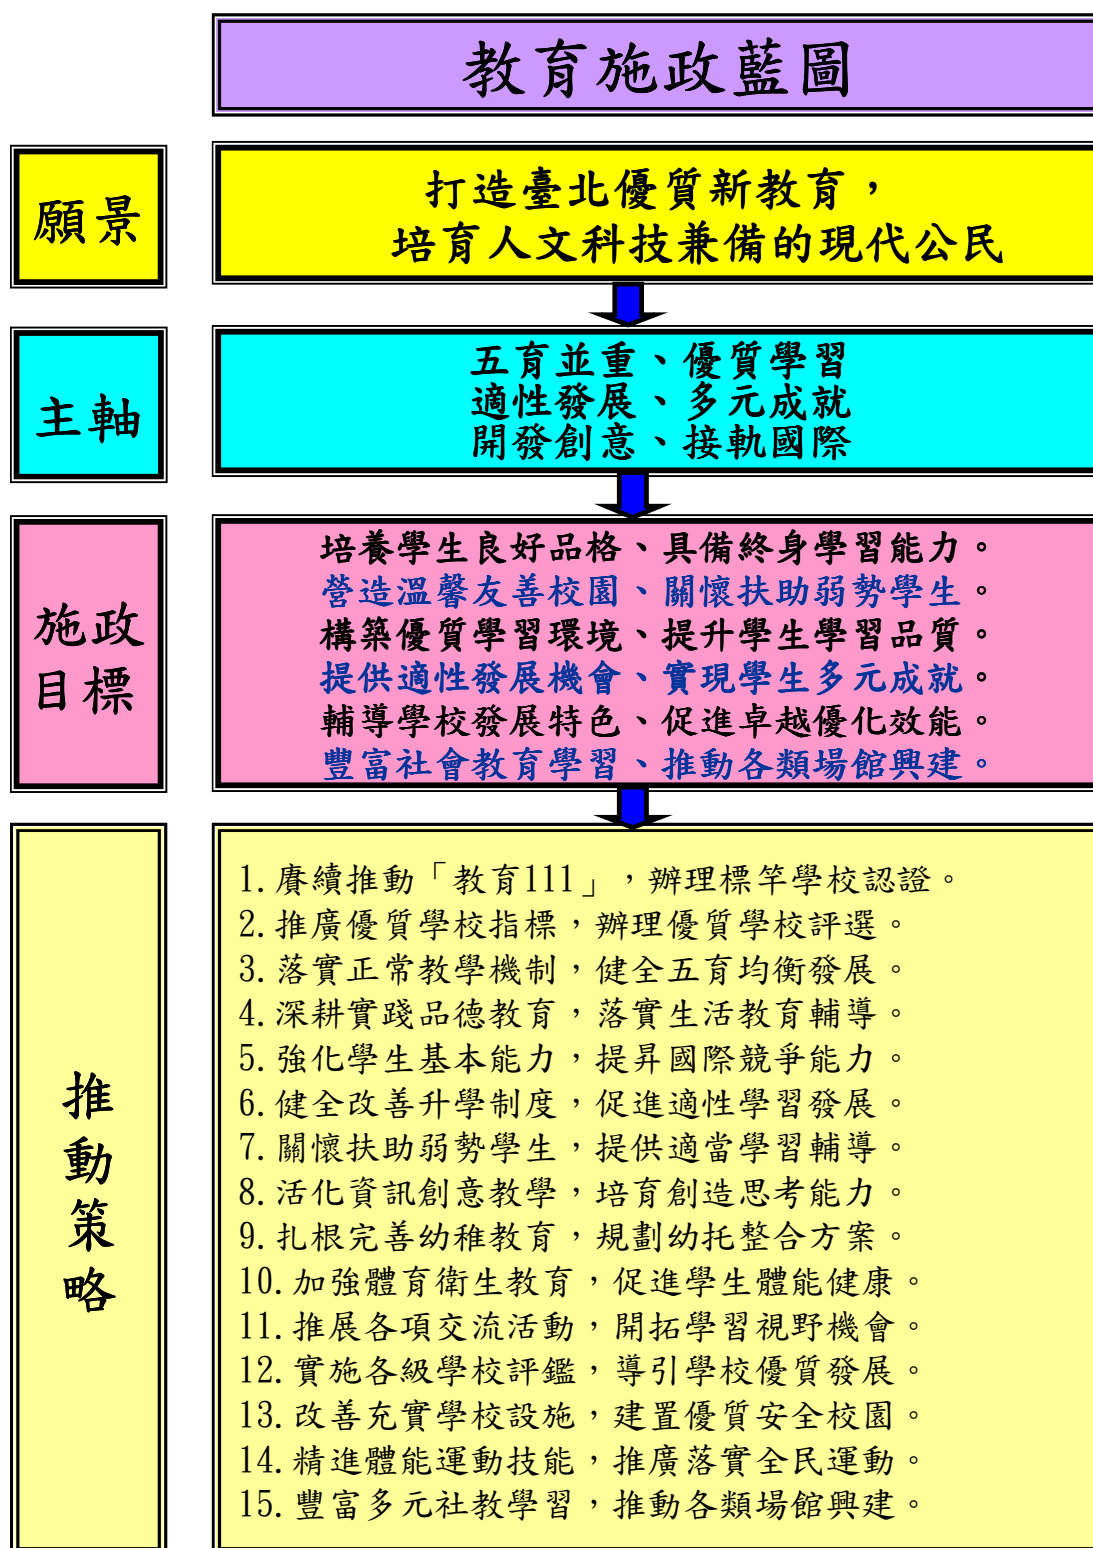 教育施政藍圖
願景
打造臺北優質新教育，
培育人文科技兼備的現代公民
主軸
五育並重、優質學習
適性發展、多元成就
開發創意、接軌國際
施政
目標
培養學生良好品格、具備終身學習能力。
營造溫馨友善校園、關懷扶助弱勢學生。
構築優質學習環境、提升學生學習品質。
提供適性發展機會、實現學生多元成就。
輔導學校發展特色、促進卓越優化效能。
豐富社會教育學習、推動各類場館興建。
推
動
策
略
1.賡續推動「教育111」，辦理標竿學校認證。
2.推廣優質學校指標，辦理優質學校評選。
3.落實正常教學機制，健全五育均衡發展。
4.深耕實踐品德教育，落實生活教育輔導。
5.強化學生基本能力，提昇國際競爭能力。
6.健全改善升學制度，促進適性學習發展。
7.關懷扶助弱勢學生，提供適當學習輔導。
8.活化資訊創意教學，培育創造思考能力。
9.扎根完善幼稚教育，規劃幼托整合方案。
10.加強體育衛生教育，促進學生體能健康。
11.推展各項交流活動，開拓學習視野機會。
12.實施各級學校評鑑，導引學校優質發展。
13.改善充實學校設施，建置優質安全校園。
14.精進體能運動技能，推廣落實全民運動。
15.豐富多元社教學習，推動各類場館興建。